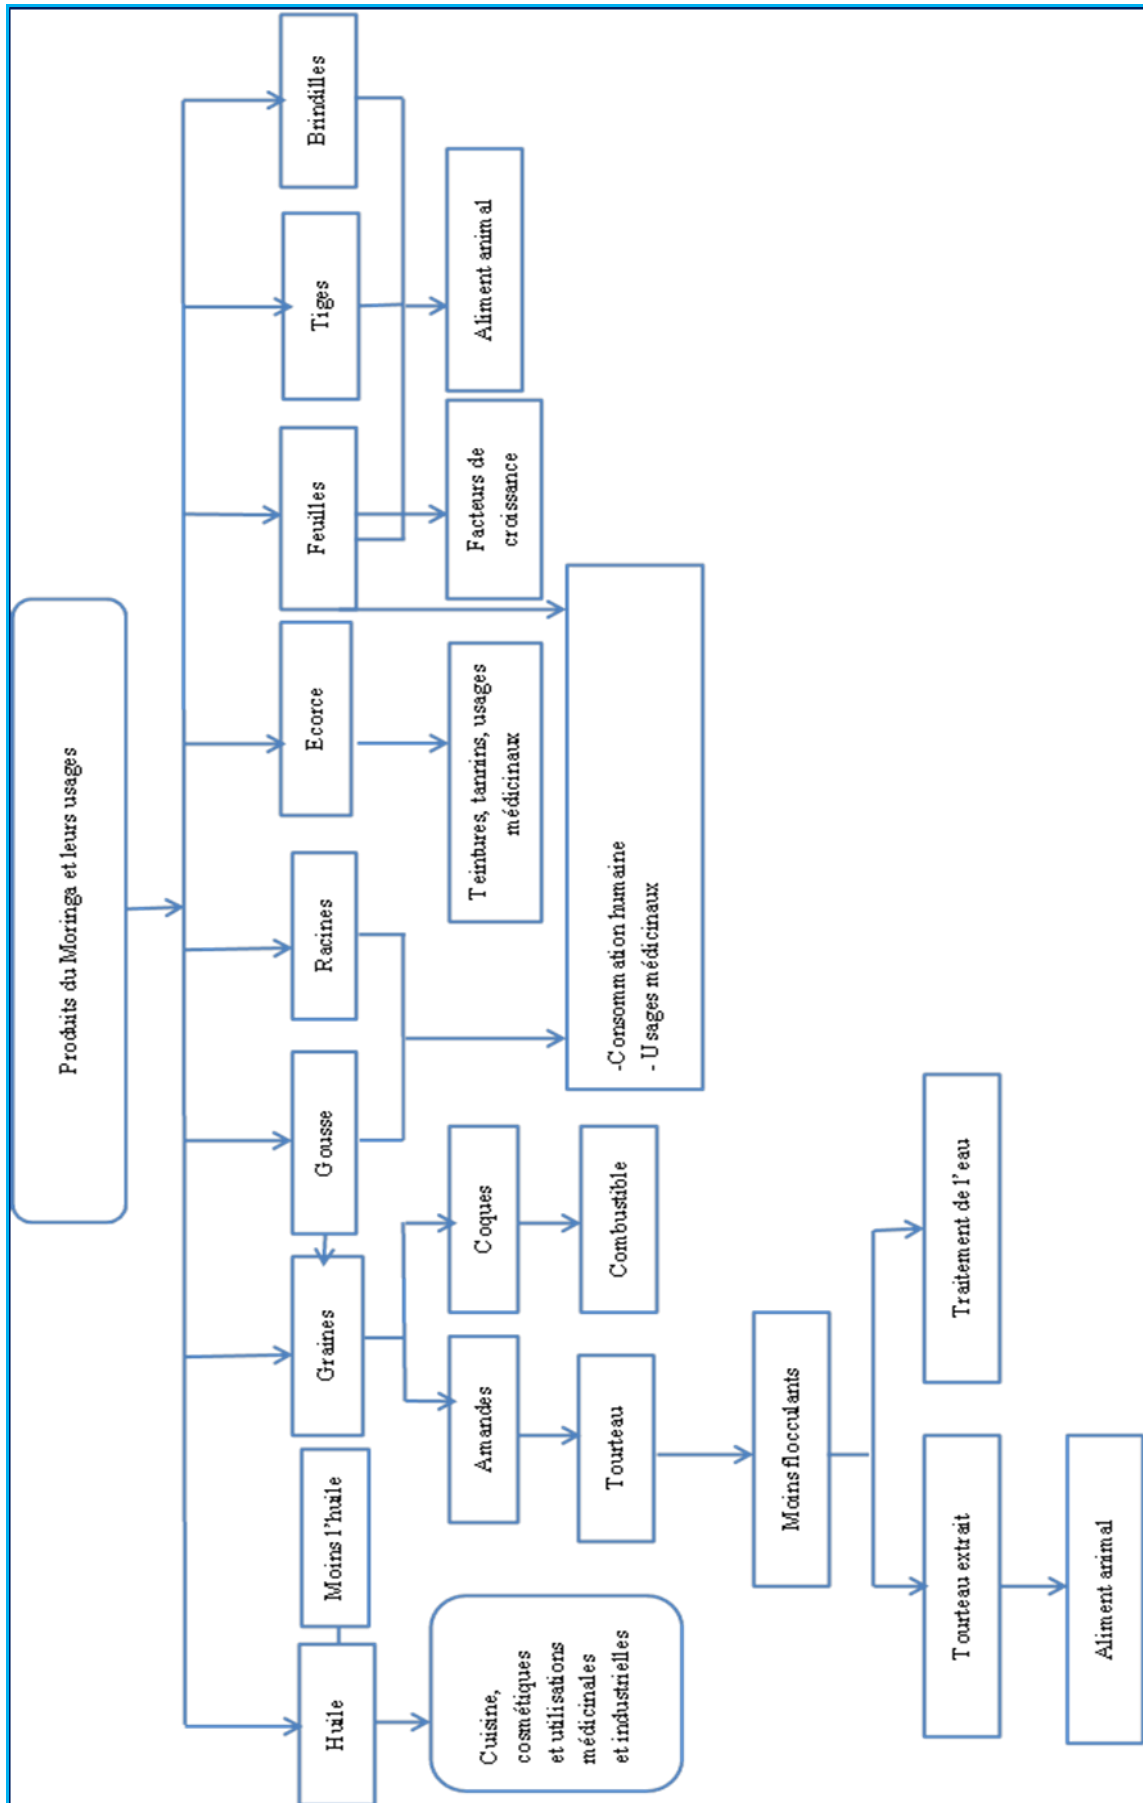 Produits du Moringa et leurs usages
Huile
Moins l'huile
Graines
Gousse
Racines
Ecorce
Feuilles
Tiges
Brindilles
Cuisine,
cosmétiques
et utilisations
médicinales
et industrielles
Amandes
Coques
Teintures, tannins, usages
médicinaux
Facteurs de
croissance
Aliment animal
Tourteau
Combustible
-Consommation humaine
- Usages médicinaux
Moins flocculants
Tourteau extrait
Traitement de l'eau
Aliment animal